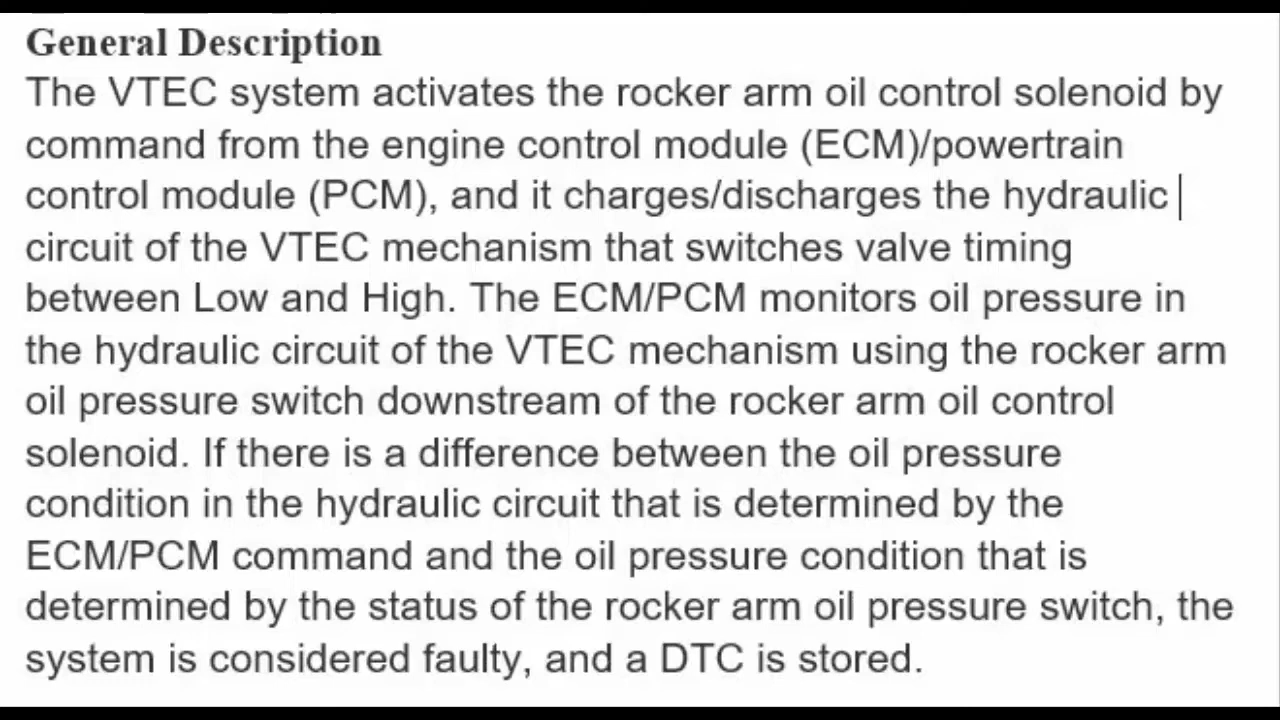 General Description
The VTEC system activates the rocker arm oil control solenoid by
command from the engine control module (ECM)/powertrain
control module (PCM), and it charges/discharges the hydraulic
circuit of the VTEC mechanism that switches valve timing
between Low and High. The ECM/PCM monitors oil pressure in
the hydraulic circuit of the VTEC mechanism using the rocker arm
oil pressure switch downstream of the rocker arm oil control
solenoid. If there is a difference between the oil pressure
condition in the hydraulic circuit that is determined by the
ECM/PCM command and the oil pressure condition that is
determined by the status of the rocker arm oil pressure switch, the
system is considered faulty, and a DTC is stored.